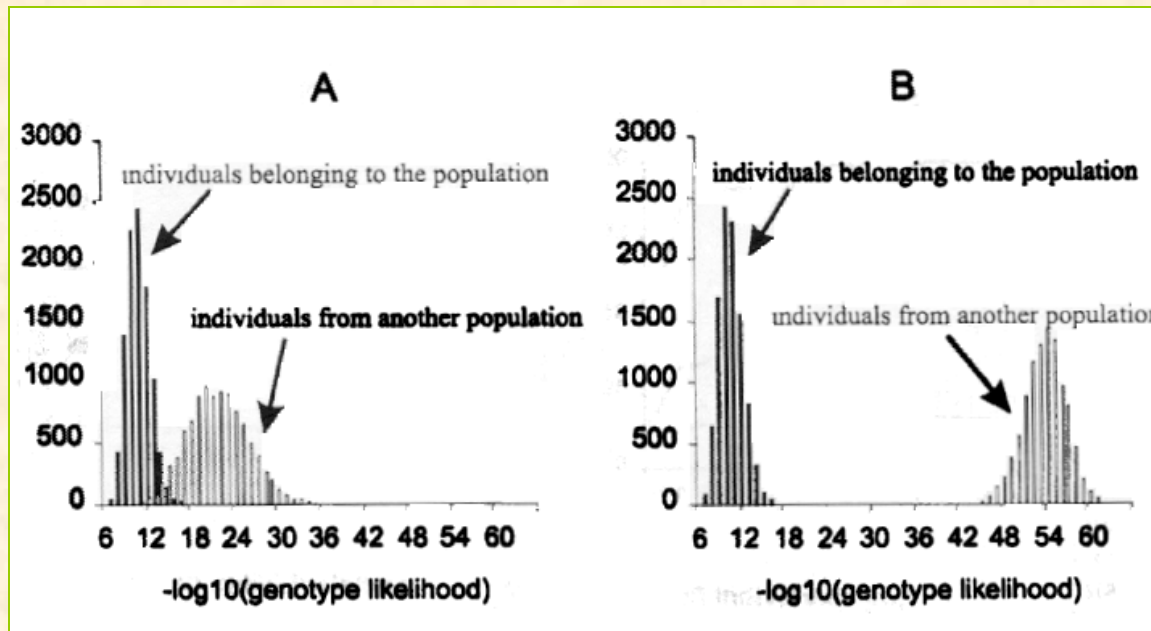 A
3000
2500
2000
1500
1000
500
0
individuals belonging to the population
individuals from another population
6 12 18 24 30 36 42 48 54 60
-log10(genotype likelihood)
B
3000
2500
2000
1500
1000
500
0
individuals belonging to the population
individuals from another population
6 12 18 24 30 36 42 48 54 60
-log10(genotype likelihood)